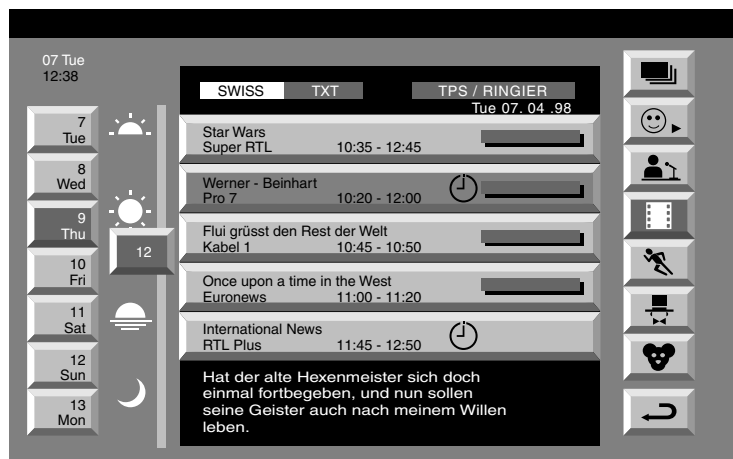 07 Tue
12:38
SWISS TXT TPS / RINGIER
Tue 07. 04 .98
7
Tue
8
Wed
9
Thu
10
Fri
11
Sat
12
Sun
13
Mon
12
Star Wars
Super RTL 10:35 - 12:45
Werner - Beinhart
Pro 7 10:20 - 12:00
Flui grüsst den Rest der Welt
Kabel 1 10:45 - 10:50
Once upon a time in the West
Euronews 11:00 - 11:20
International News
RTL Plus 11:45 - 12:50
Hat der alte Hexenmeister sich doch
einmal fortbegeben, und nun sollen
seine Geister auch nach meinem Willen
leben.